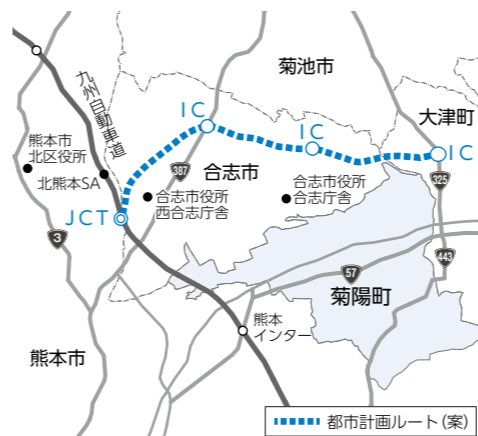 菊池市
大津町
九州自動車道
IC
IC
IC
熊本市
北区役所
北熊本SA
387
合志市
325
合志市役所
西合志庁舎
合志市役所
合志庁舎
JCT
3
443
57
菊陽町
熊本
インター
熊本市
都市計画ルート(案)